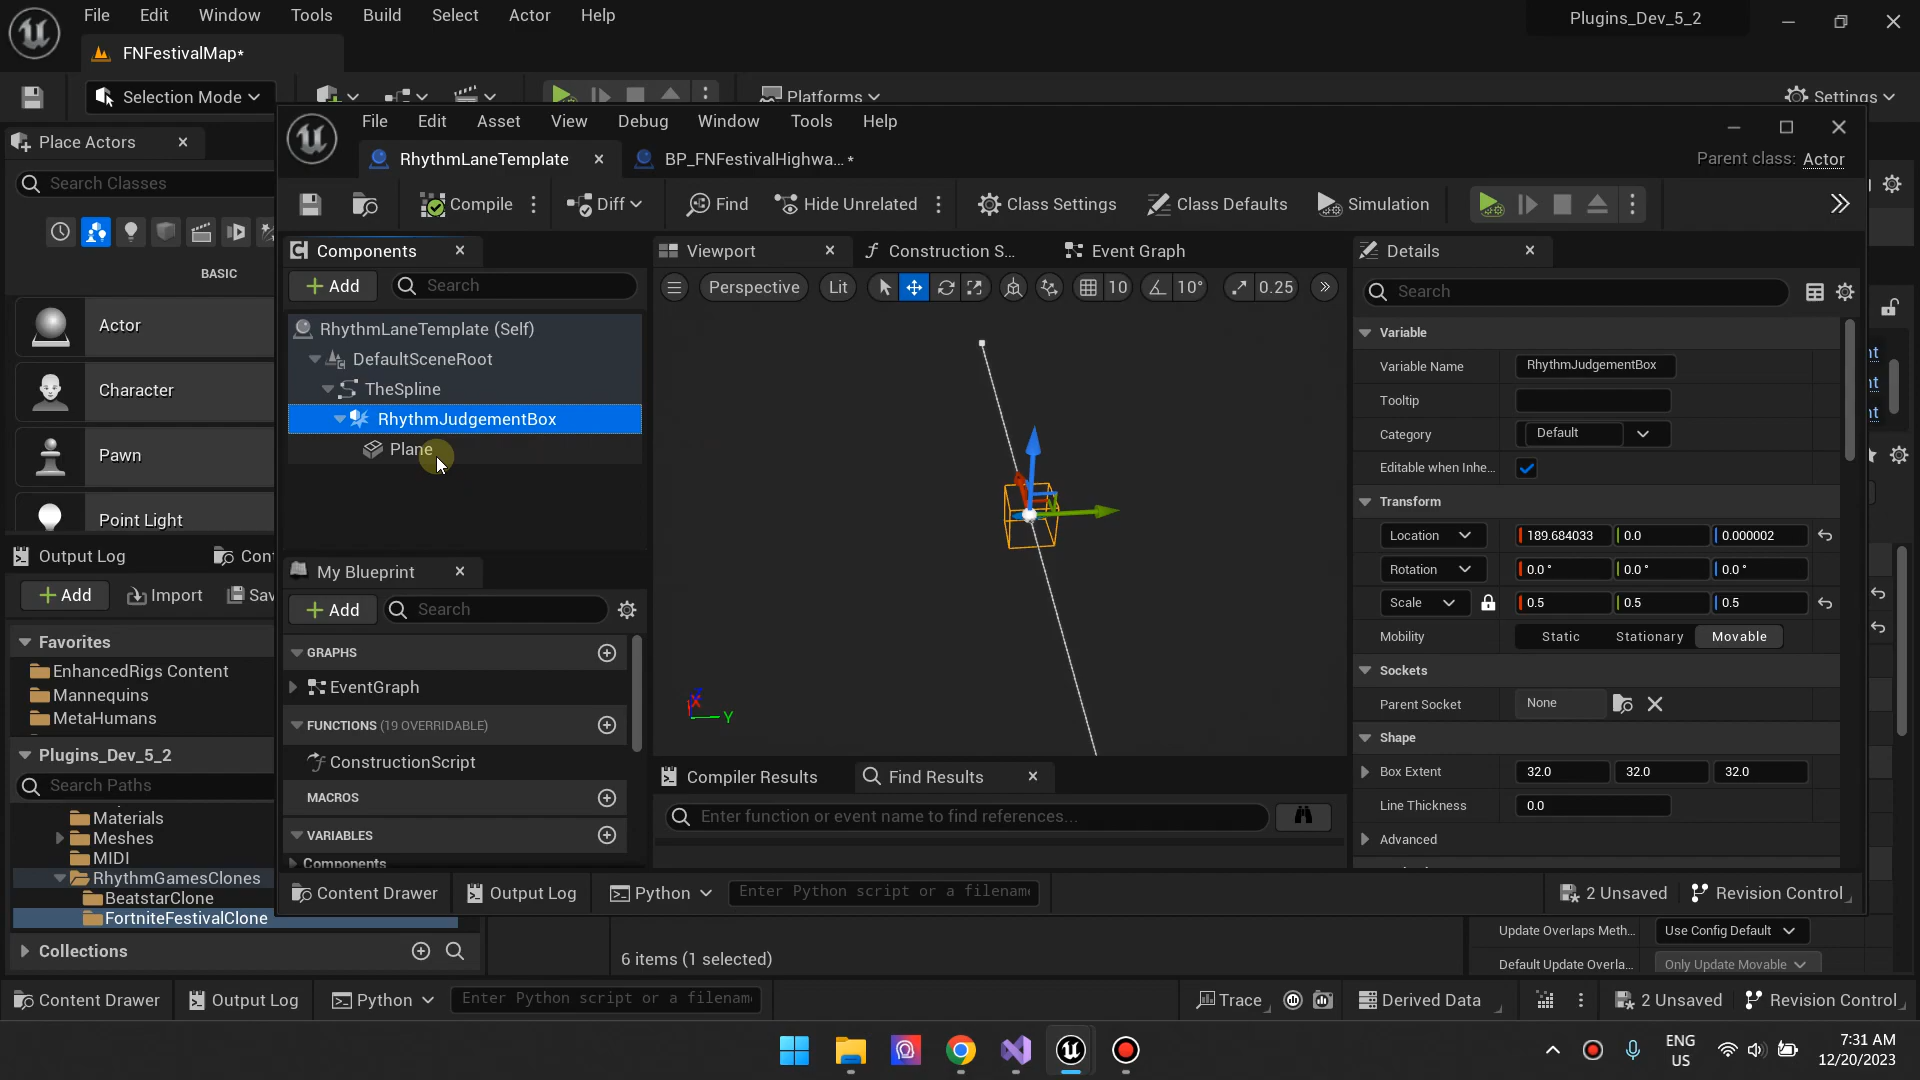 File Edit Window Tools Build Select Actor Help
Plugins_Dev_5_2
FNFestivalMap*
Selection Mode
Platforms
Settings
Place Actors
Search Classes
BASIC
Actor
Character
Pawn
Point Light
File Edit Asset View Debug Window Tools Help
RhythmLaneTemplate
BP_FNFestivalHighwa... *
Parent class: Actor
Compile
Diff
Find
Hide Unrelated
Class Settings
Class Defaults
Simulation
Components
Add
Search
RhythmLaneTemplate (Self)
DefaultSceneRoot
TheSpline
RhythmJudgementBox
Plane
My Blueprint
Add
Search
GRAPHS
EventGraph
FUNCTIONS (19 OVERRIDABLE)
ConstructionScript
MACROS
VARIABLES
Components
Viewport
Construction S...
Event Graph
Perspective
Lit
10
10°
0.25
X
Y
Compiler Results
Find Results
Enter function or event name to find references...
Details
Search
Variable
Variable Name RhythmJudgementBox
Tooltip
Category Default
Editable when Inhe...
Transform
Location 189.684033 0.0 0.000002
Rotation 0.0 ° 0.0 ° 0.0 °
Scale 0.5 0.5 0.5
Mobility Static Stationary Movable
Sockets
Parent Socket None
Shape
Box Extent 32.0 32.0 32.0
Line Thickness 0.0
Advanced
Content Drawer
Output Log
Python
Enter Python script or a filename
2 Unsaved
Revision Control
Output Log
Cont
Add
Import
Sav
Favorites
EnhancedRigs Content
Mannequins
MetaHumans
Plugins_Dev_5_2
Search Paths
Materials
Meshes
MIDI
RhythmGamesClones
BeatstarClone
FortniteFestivalClone
Collections
6 items (1 selected)
Update Overlaps Meth... Use Config Default
Default Update Overla... Only Update Movable
Content Drawer
Output Log
Python
Enter Python script or a filename
Trace
Derived Data
2 Unsaved
Revision Control
ENG
US
7:31 AM
12/20/2023